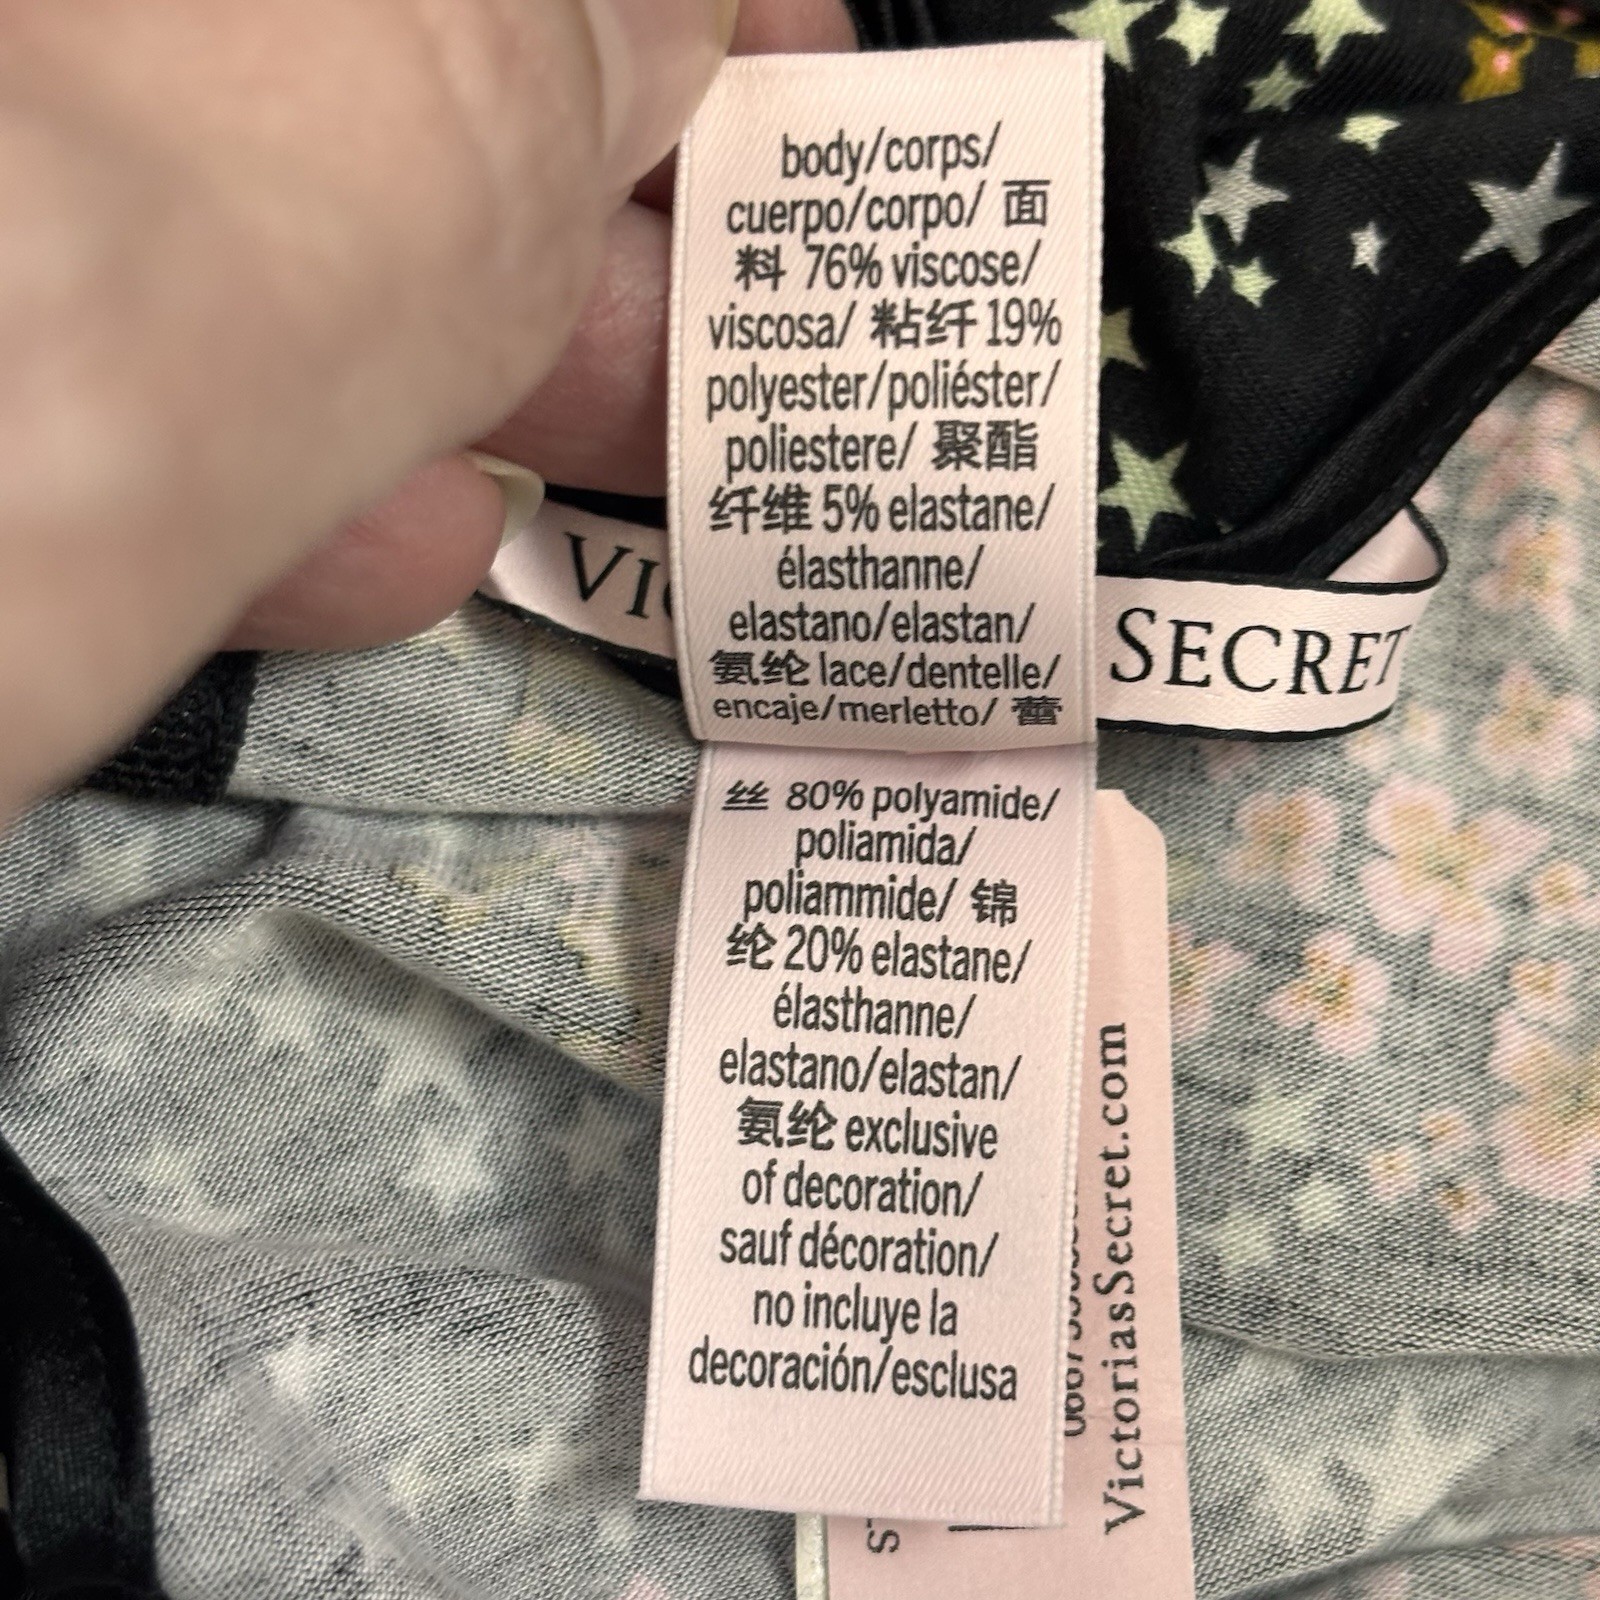 body/corps/
cuerpo/corpo/ 面
料 76% viscose/
viscosa/ 粘纤 19%
polyester/poliéster/
poliestere/ 聚酯
纤维 5% elastane/
élasthanne/
elastano/elastan/
氨纶 lace/dentelle/
encaje/merletto/ 蕾
丝 80% polyamide/
poliamida/
poliammide/ 锦
纶 20% elastane/
élasthanne/
elastano/elastan/
氨纶 exclusive
of decoration/
sauf décoration/
no incluye la
decoración/esclusa
SECRET
VictoriasSecret.com